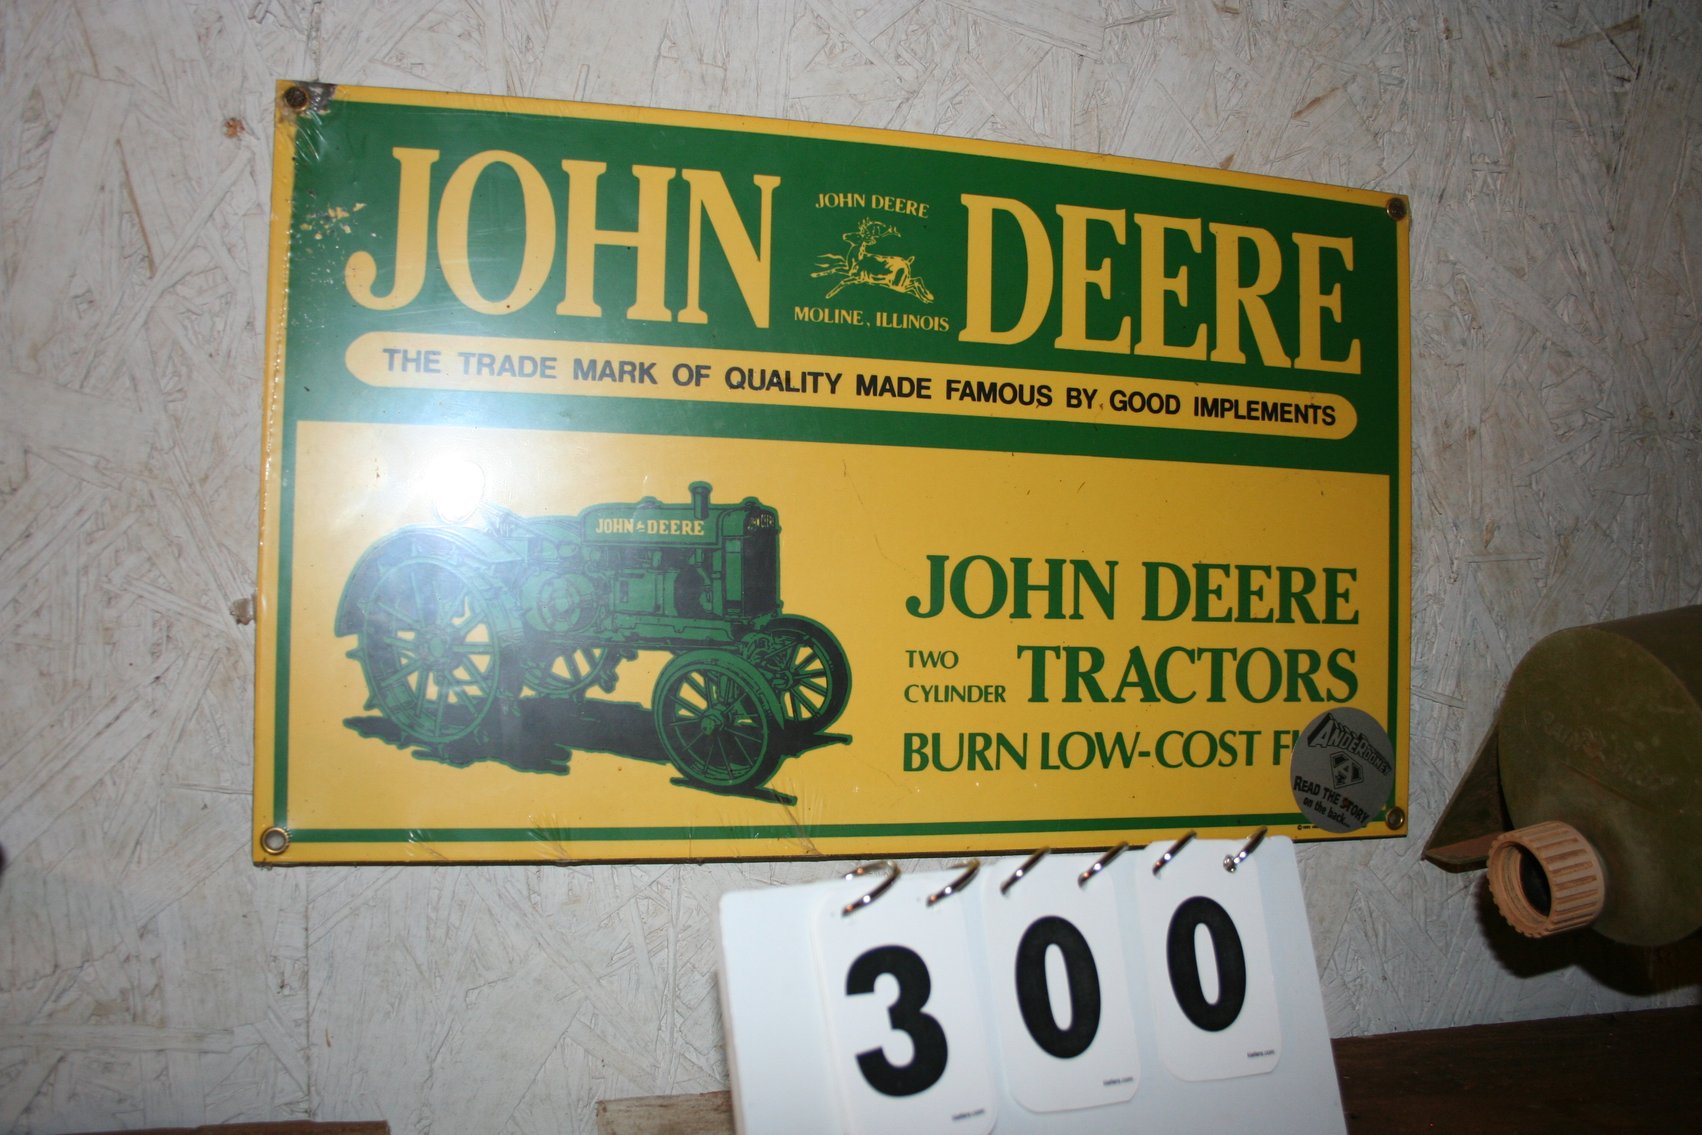 JOHN DEERE
JOHN DEERE
MOLINE, ILLINOIS
THE TRADE MARK OF QUALITY MADE FAMOUS BY GOOD IMPLEMENTS
JOHN DEERE
JOHN DEERE
TWO CYLINDER TRACTORS
BURN LOW-COST
ANDEROONEY
A
READ THE STORY
on the back...
300